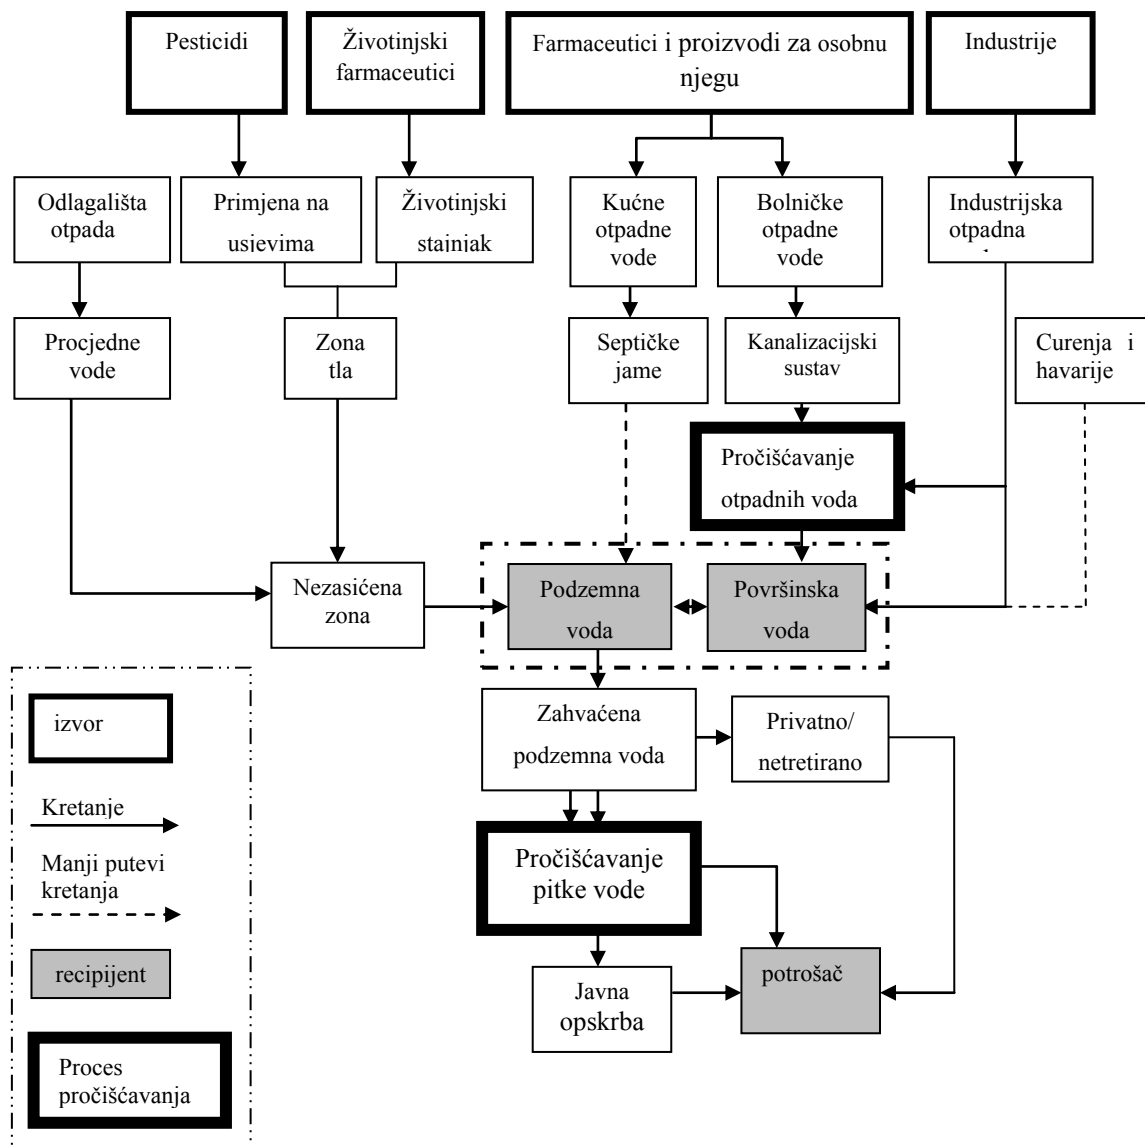 Pesticidi
Životinjski
farmaceutici
Farmaceutici i proizvodi za osobnu
njegu
Industrije
Odlagališta
otpada
Primjena na
usjevima
Životinjski
stajnjak
Kućne
otpadne
vode
Bolničke
otpadne
vode
Industrijska
otpadna
Procjedne
vode
Zona
tla
Septičke
jame
Kanalizacijski
sustav
Curenja i
havarije
Pročišćavanje
otpadnih voda
Nezasićena
zona
Podzemna
voda
Površinska
voda
Zahvaćena
podzemna voda
Privatno/
netretirano
Pročišćavanje
pitke vode
Javna
opskrba
potrošač
izvor
Kretanje
Manji putevi
kretanja
recipijent
Proces
pročišćavanja